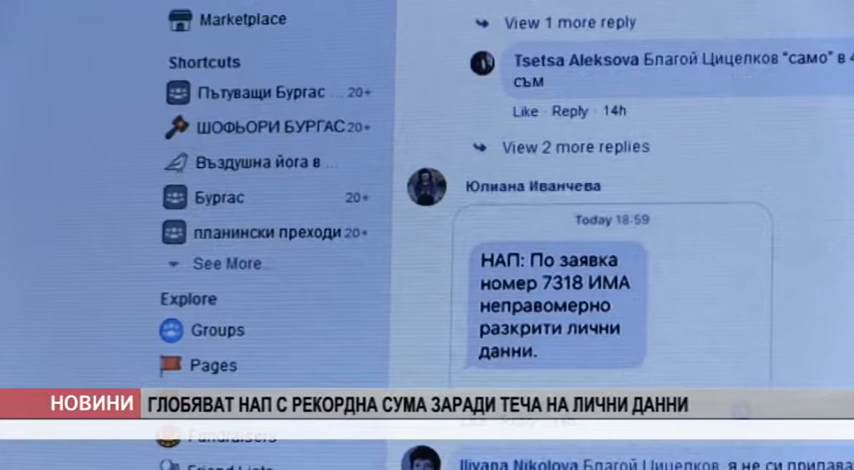 Marketplace
Shortcuts
Пътуващи Бургас ... 20+
ШОФЬОРИ БУРГАС 20+
Въздушна йога в ...
Бургас 20+
планински преходи 20+
See More
Explore
Groups
Pages
Fundraisers
Friend Lists
View 1 more reply
Tsetsa Aleksova Благой Цицелков "само" в
съм
Like · Reply · 14h
View 2 more replies
Юлиана Иванчева
Today 18:59
НАП: По заявка
номер 7318 ИМА
неправомерно
разкрити лични
данни.
Iliyana Nikolova Благой Цицелков, я не си
НОВИНИ
ГЛОБЯВАТ НАП С РЕКОРДНА СУМА ЗАРАДИ ТЕЧА НА ЛИЧНИ ДАННИ